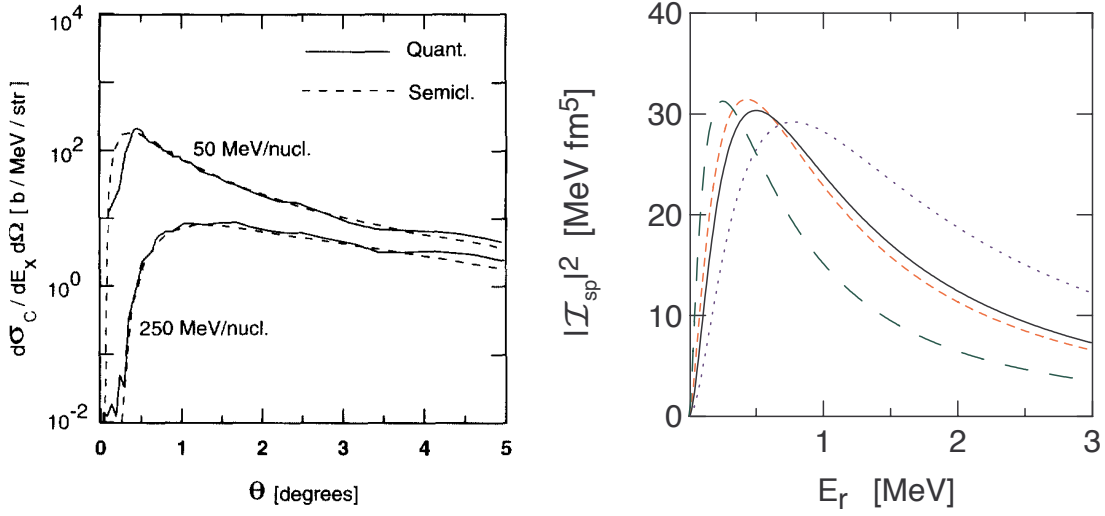 10^4
10^2
10^0
10^-2
dσ_C / dE_x dΩ [ b / MeV / str ]
Quant.
Semicl.
50 MeV/nucl.
250 MeV/nucl.
0 1 2 3 4 5
Θ [degrees]
40
30
20
10
0
|ℐ_sp|^2 [MeV fm^5]
1 2 3
E_r [MeV]